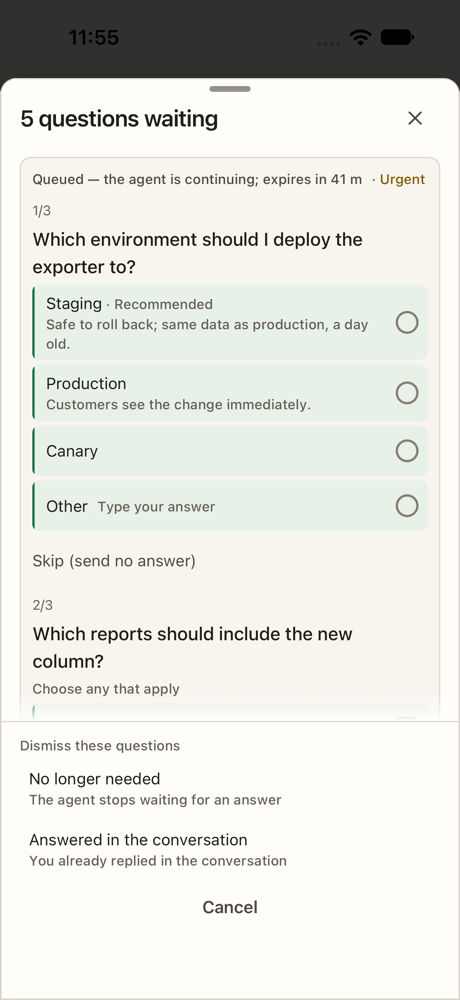 11:55
5 questions waiting
Queued — the agent is continuing; expires in 41 m · Urgent
1/3
Which environment should I deploy the
exporter to?
Staging · Recommended
Safe to roll back; same data as production, a day
old.
Production
Customers see the change immediately.
Canary
Other Type your answer
Skip (send no answer)
2/3
Which reports should include the new
column?
Choose any that apply
Dismiss these questions
No longer needed
The agent stops waiting for an answer
Answered in the conversation
You already replied in the conversation
Cancel